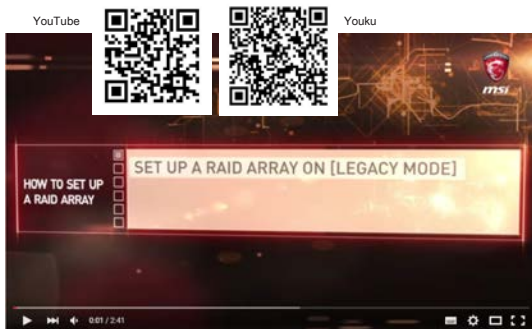 YouTube
Youku
msi
SET UP A RAID ARRAY ON [LEGACY MODE]
HOW TO SET UP
A RAID ARRAY
0:01 / 2:41